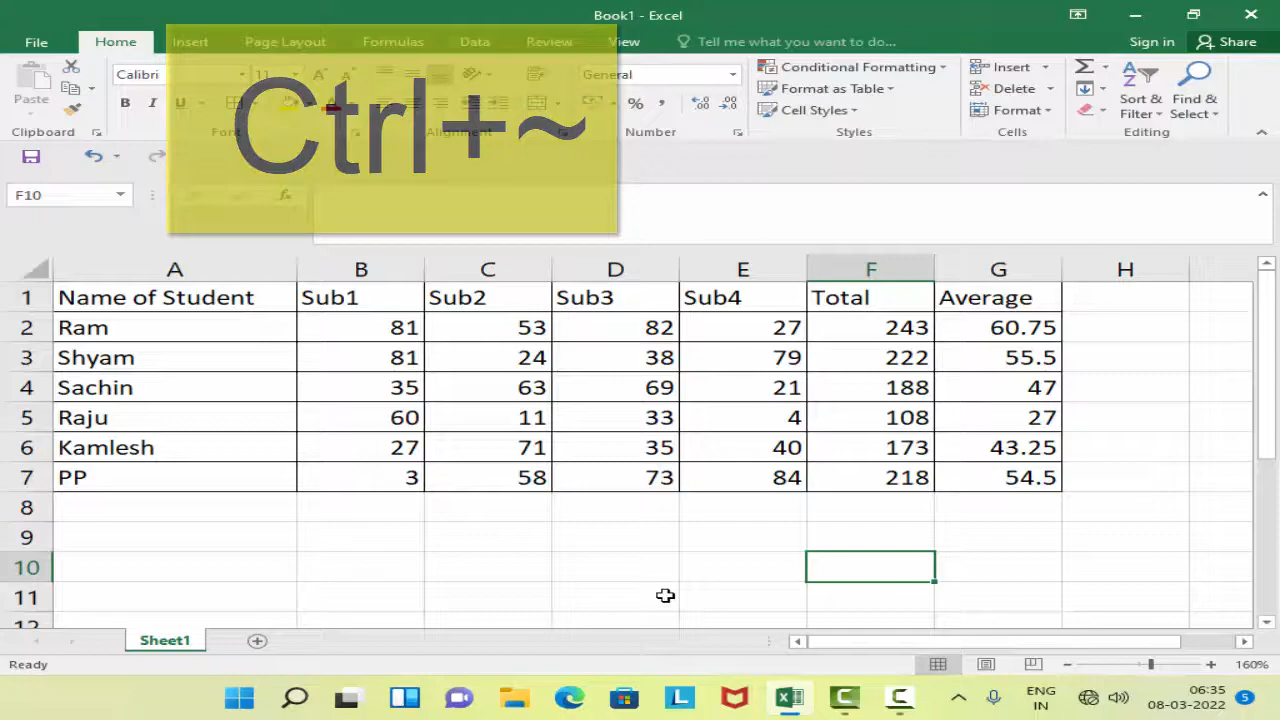 Book1 - Excel
File Home Insert Page Layout Formulas Data Review View Tell me what you want to do... Sign in Share
Ctrl+~
Paste Calibri 11 General % , Conditional Formatting Insert
Format as Table Delete
Cell Styles Format Sort & Filter Find & Select
Clipboard Font Alignment Number Styles Cells Editing
F10 fx
A B C D E F G H
1 Name of Student Sub1 Sub2 Sub3 Sub4 Total Average
2 Ram 81 53 82 27 243 60.75
3 Shyam 81 24 38 79 222 55.5
4 Sachin 35 63 69 21 188 47
5 Raju 60 11 33 4 108 27
6 Kamlesh 27 71 35 40 173 43.25
7 PP 3 58 73 84 218 54.5
8
9
10
11
12
Sheet1
Ready 160%
ENG 06:35
IN 08-03-2022 5